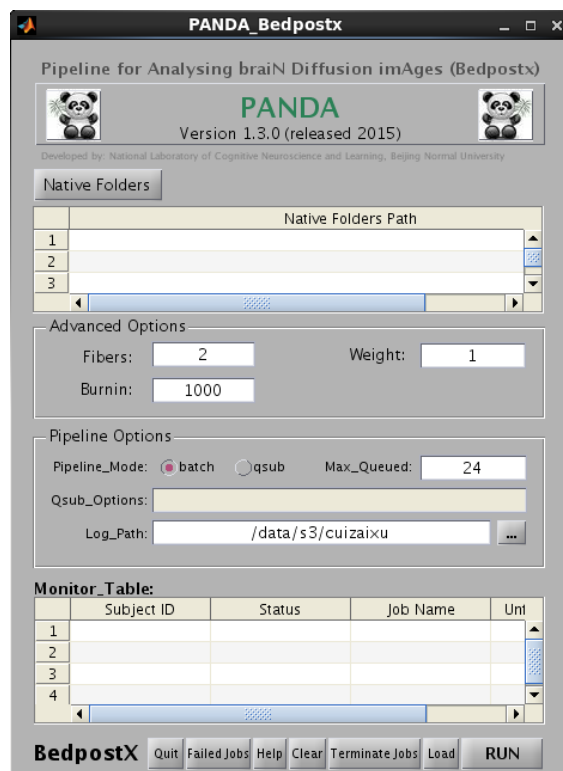 PANDA_Bedpostx
Pipeline for Analysing braiN Diffusion imAges (Bedpostx)
PANDA
Version 1.3.0 (released 2015)
Developed by: National Laboratory of Cognitive Neuroscience and Learning, Beijing Normal University
Native Folders
Native Folders Path
1
2
3
Advanced Options
Fibers: 2 Weight: 1
Burnin: 1000
Pipeline Options
Pipeline_Mode: batch qsub Max_Queued: 24
Qsub_Options:
Log_Path: /data/s3/cuizaixu ...
Monitor_Table:
Subject ID Status Job Name
1
2
3
4
BedpostX Quit Failed Jobs Help Clear Terminate Jobs Load RUN